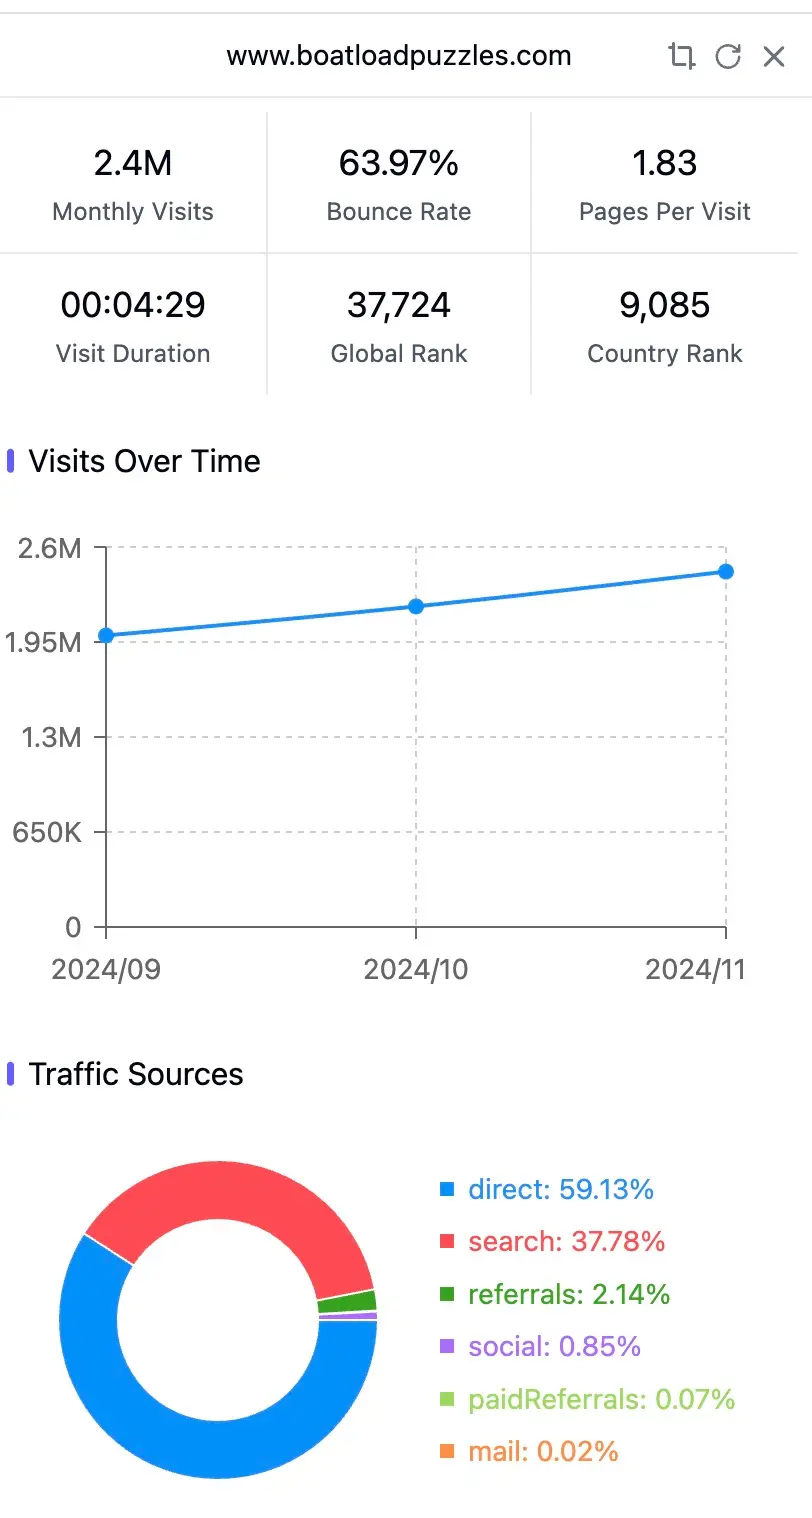 www.boatloadpuzzles.com
2.4M
Monthly Visits
63.97%
Bounce Rate
1.83
Pages Per Visit
00:04:29
Visit Duration
37,724
Global Rank
9,085
Country Rank
Visits Over Time
2.6M
1.95M
1.3M
650K
0
2024/09
2024/10
2024/11
Traffic Sources
direct: 59.13%
search: 37.78%
referrals: 2.14%
social: 0.85%
paidReferrals: 0.07%
mail: 0.02%